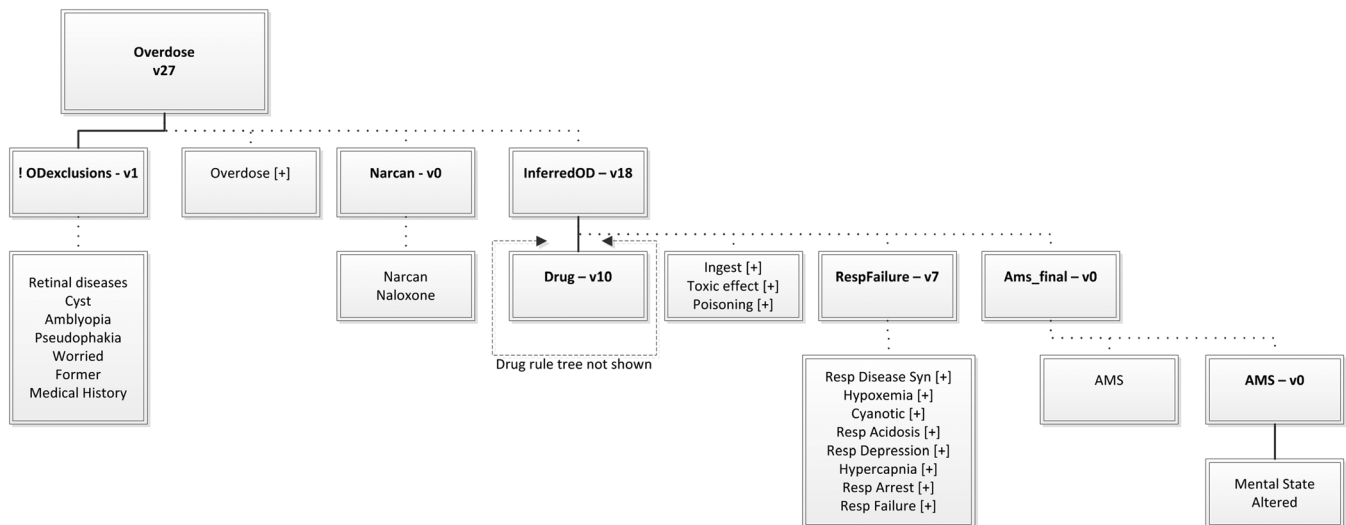 Overdose
v27
! ODexclusions - v1
Overdose [+]
Narcan - v0
InferredOD – v18
Retinal diseases
Cyst
Amblyopia
Pseudophakia
Worried
Former
Medical History
Narcan
Naloxone
Drug – v10
Drug rule tree not shown
Ingest [+]
Toxic effect [+]
Poisoning [+]
RespFailure – v7
Ams_final – v0
Resp Disease Syn [+]
Hypoxemia [+]
Cyanotic [+]
Resp Acidosis [+]
Resp Depression [+]
Hypercapnia [+]
Resp Arrest [+]
Resp Failure [+]
AMS
AMS – v0
Mental State
Altered